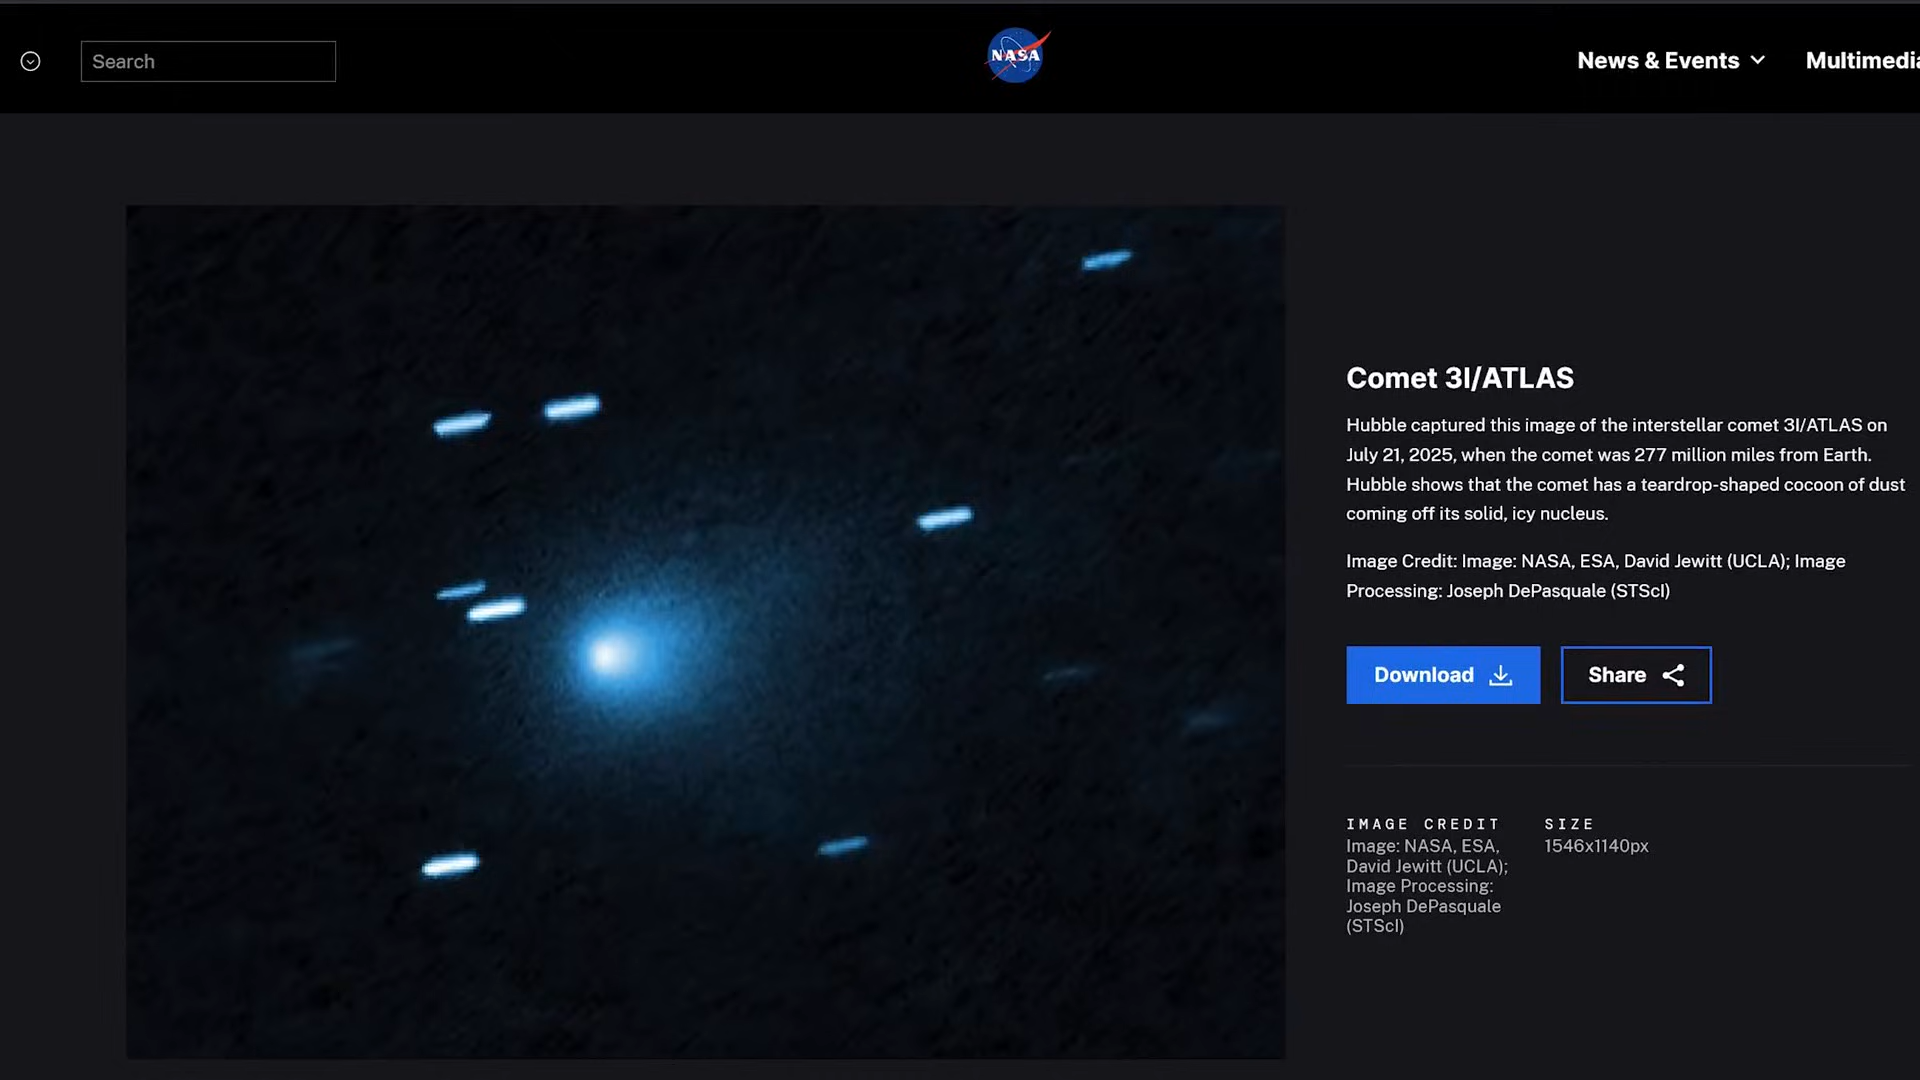 Search
NASA
News & Events
Multimedia
Comet 3I/ATLAS
Hubble captured this image of the interstellar comet 3I/ATLAS on
July 21, 2025, when the comet was 277 million miles from Earth.
Hubble shows that the comet has a teardrop-shaped cocoon of dust
coming off its solid, icy nucleus.
Image Credit: Image: NASA, ESA, David Jewitt (UCLA); Image
Processing: Joseph DePasquale (STScI)
Download
Share
IMAGE CREDIT
Image: NASA, ESA,
David Jewitt (UCLA);
Image Processing:
Joseph DePasquale
(STScI)
SIZE
1546x1140px